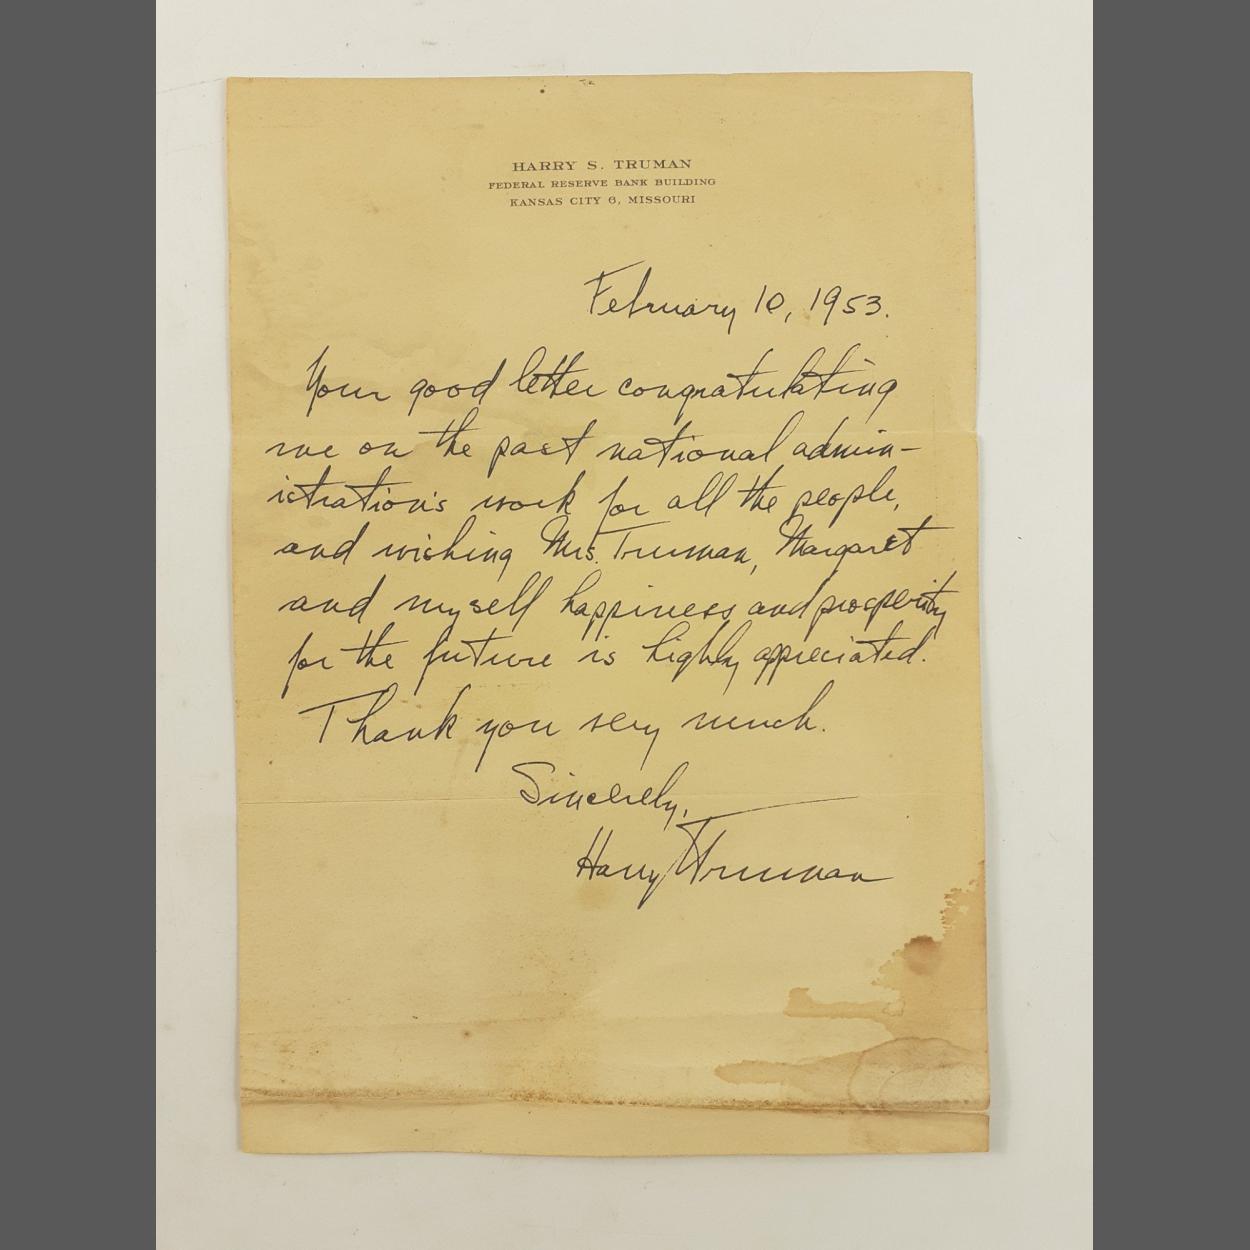 HARRY S. TRUMAN
FEDERAL RESERVE BANK BUILDING
KANSAS CITY 6, MISSOURI
February 10, 1953.
Your good letter congratulating
me on the past national admin-
istration's work for all the people,
and wishing Mrs. Truman, Margaret
and myself happiness and prosperity
for the future is highly appreciated.
Thank you very much.
Sincerely,
Harry Truman